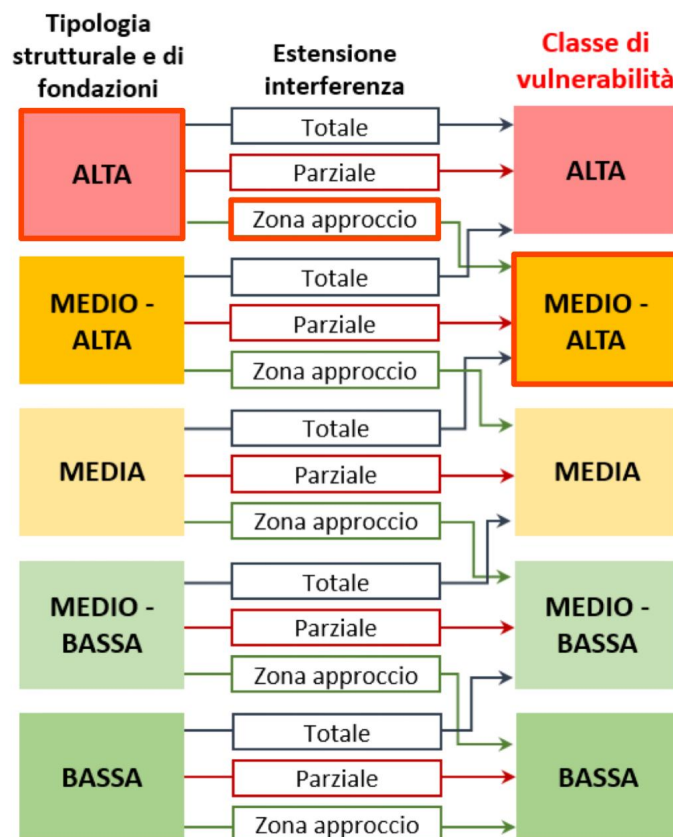 Tipologia
strutturale e di
fondazioni
Estensione
interferenza
Classe di
vulnerabilità
ALTA
Totale
Parziale
Zona approccio
ALTA
MEDIO -
ALTA
Totale
Parziale
Zona approccio
MEDIO -
ALTA
MEDIA
Totale
Parziale
Zona approccio
MEDIA
MEDIO -
BASSA
Totale
Parziale
Zona approccio
MEDIO -
BASSA
BASSA
Totale
Parziale
Zona approccio
BASSA